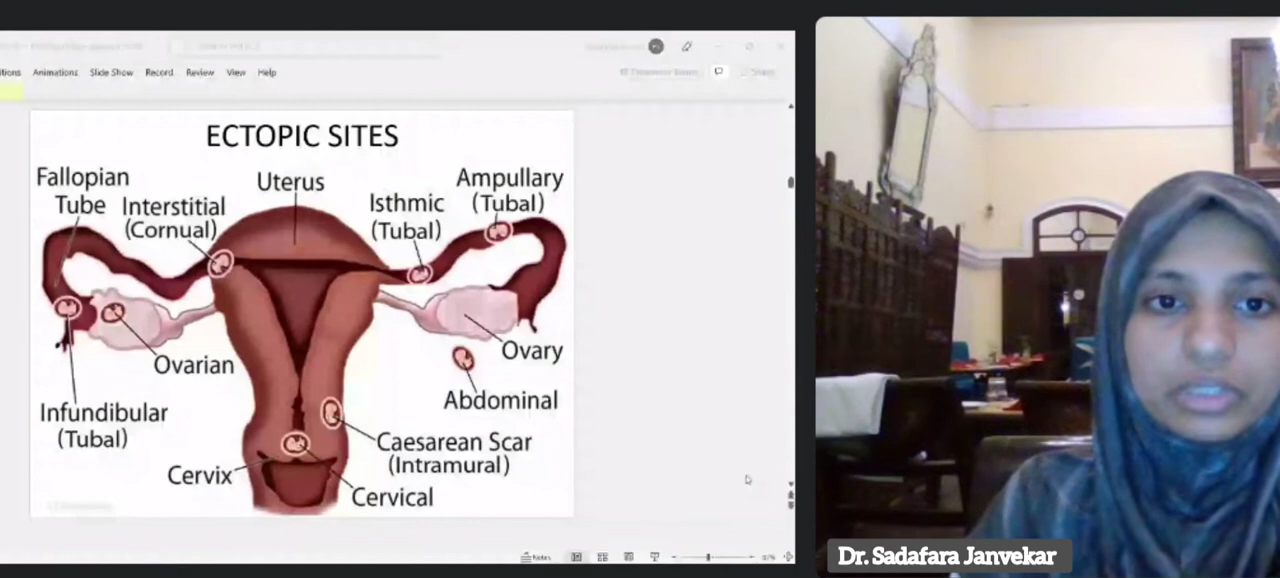 tions Animations Slide Show Record Review View Help
ECTOPIC SITES
Fallopian
Tube
Interstitial
(Cornual)
Uterus
Isthmic
(Tubal)
Ampullary
(Tubal)
Ovarian
Ovary
Infundibular
(Tubal)
Abdominal
Caesarean Scar
(Intramural)
Cervix
Cervical
Notes
Dr. Sadafara Janvekar